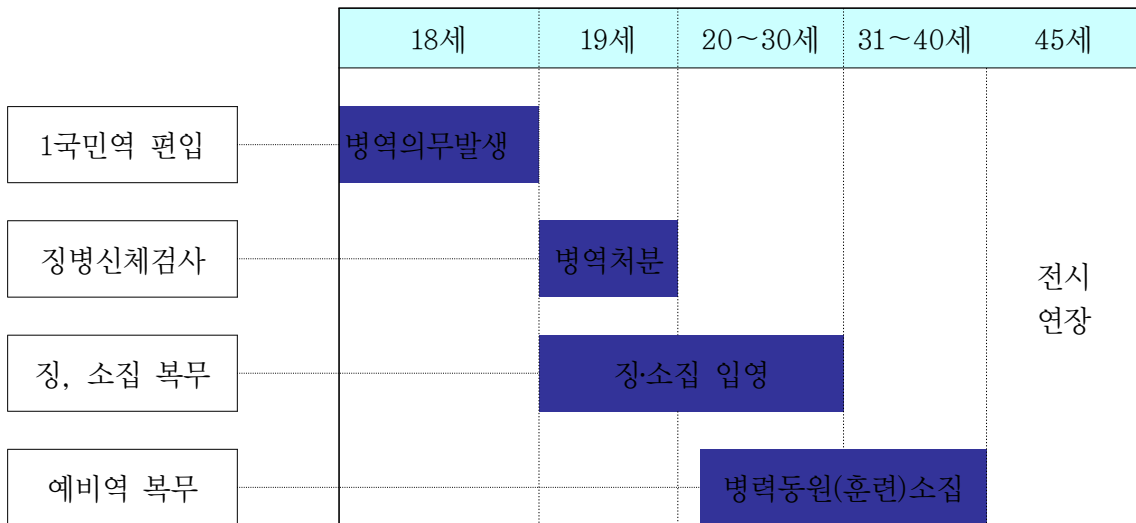 18세 19세 20~30세 31~40세 45세
1국민역 편입 병역의무발생
징병신체검사 병역처분
전시
연장
징, 소집 복무 징·소집 입영
예비역 복무 병력동원(훈련)소집